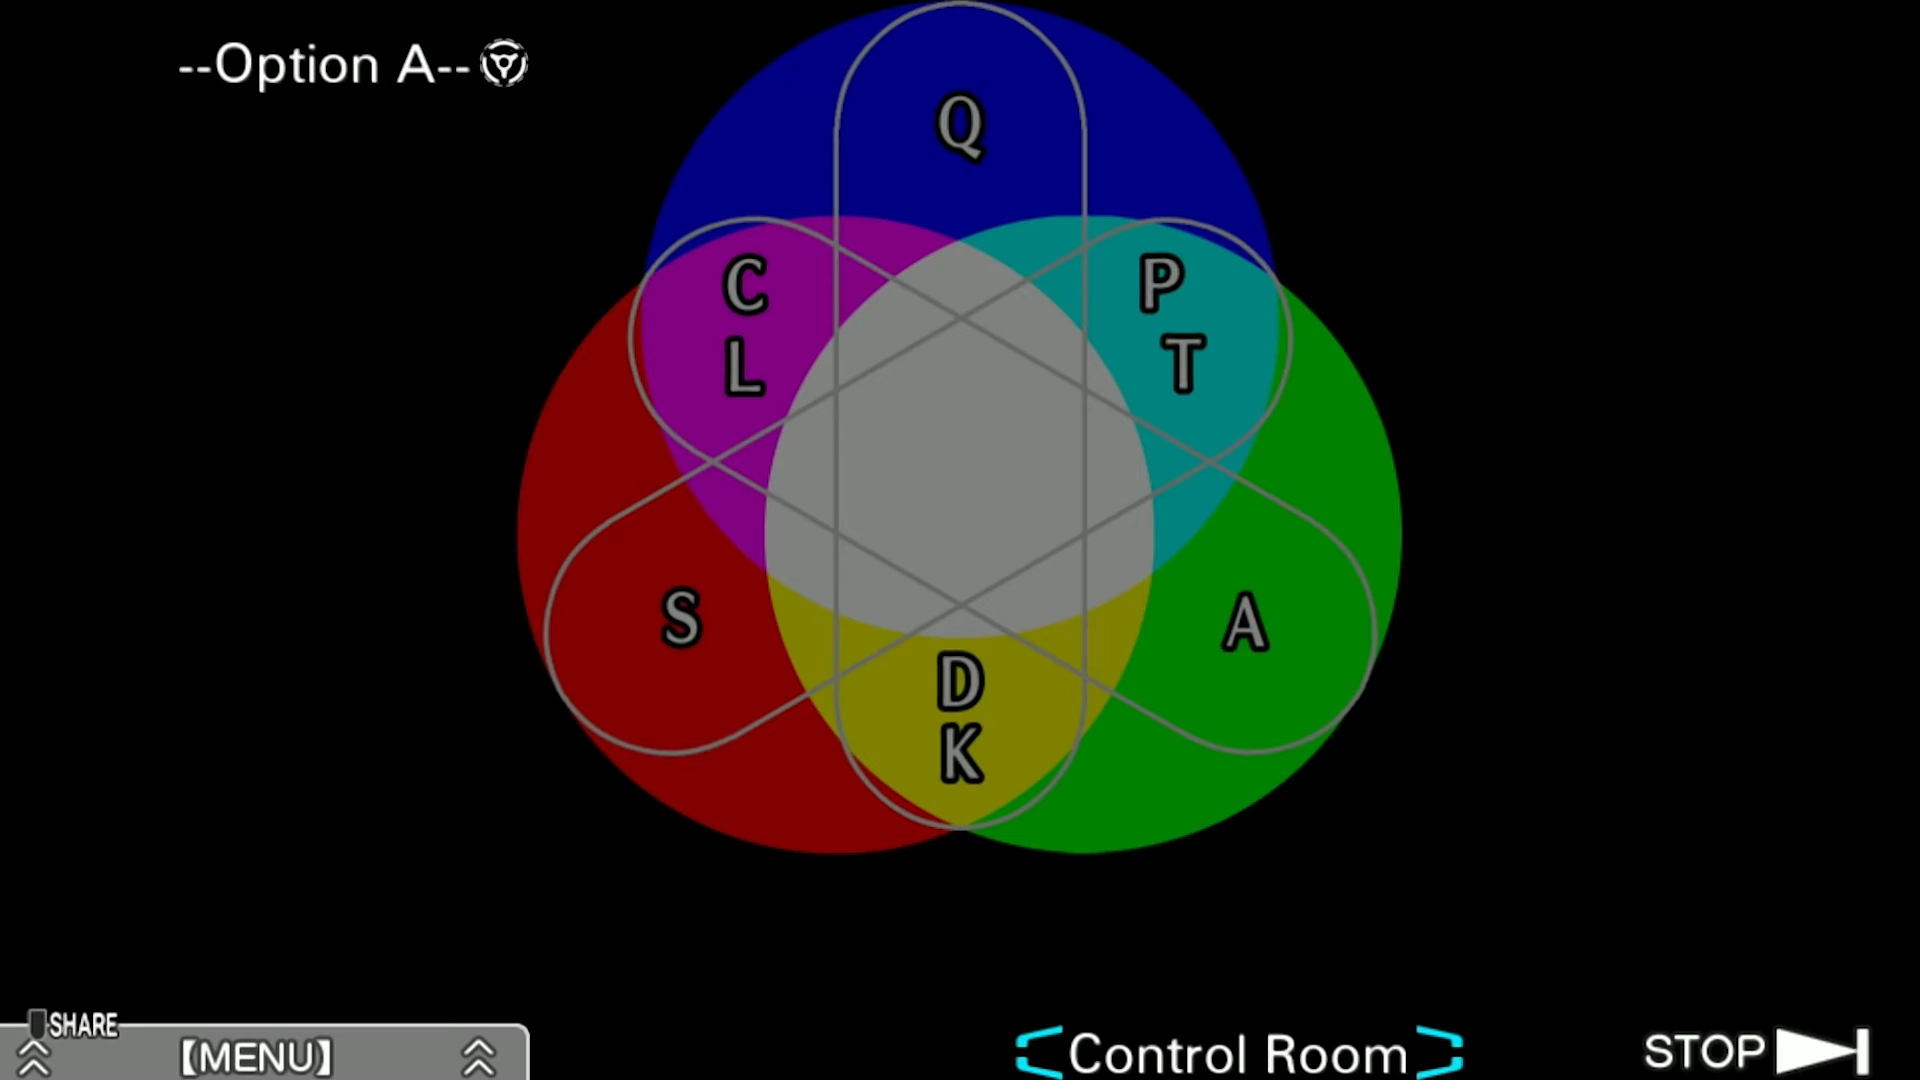 --Option A--
Q
C
P
L
T
S
A
D
K
SHARE
【MENU】
Control Room
STOP